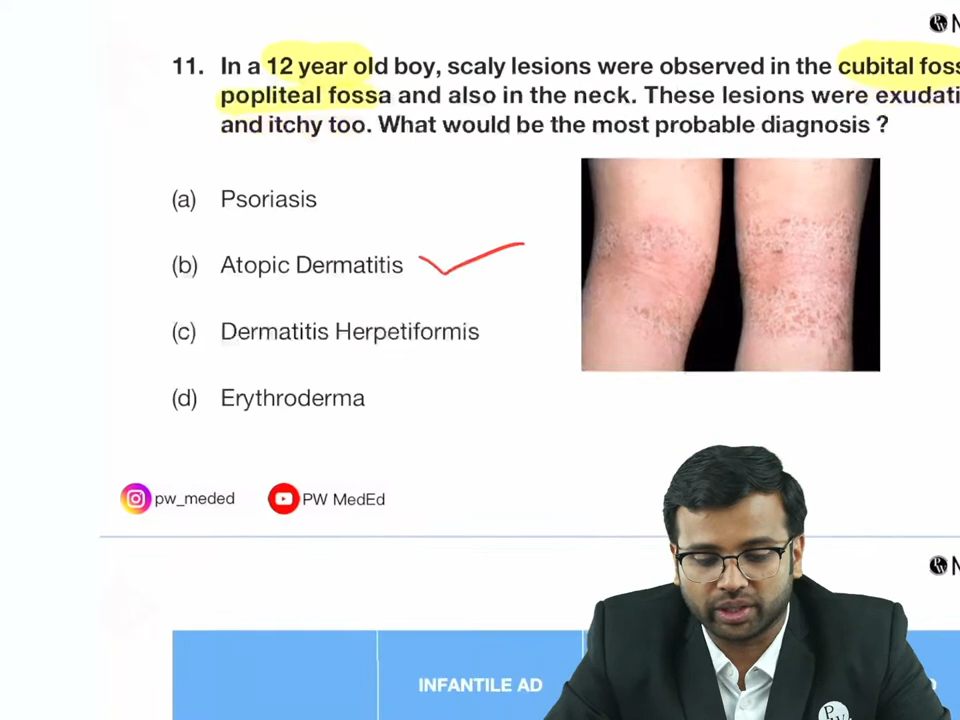 11. In a 12 year old boy, scaly lesions were observed in the cubital foss
popliteal fossa and also in the neck. These lesions were exudati
and itchy too. What would be the most probable diagnosis ?
(a) Psoriasis
(b) Atopic Dermatitis
(c) Dermatitis Herpetiformis
(d) Erythroderma
pw_meded PW MedEd
INFANTILE AD